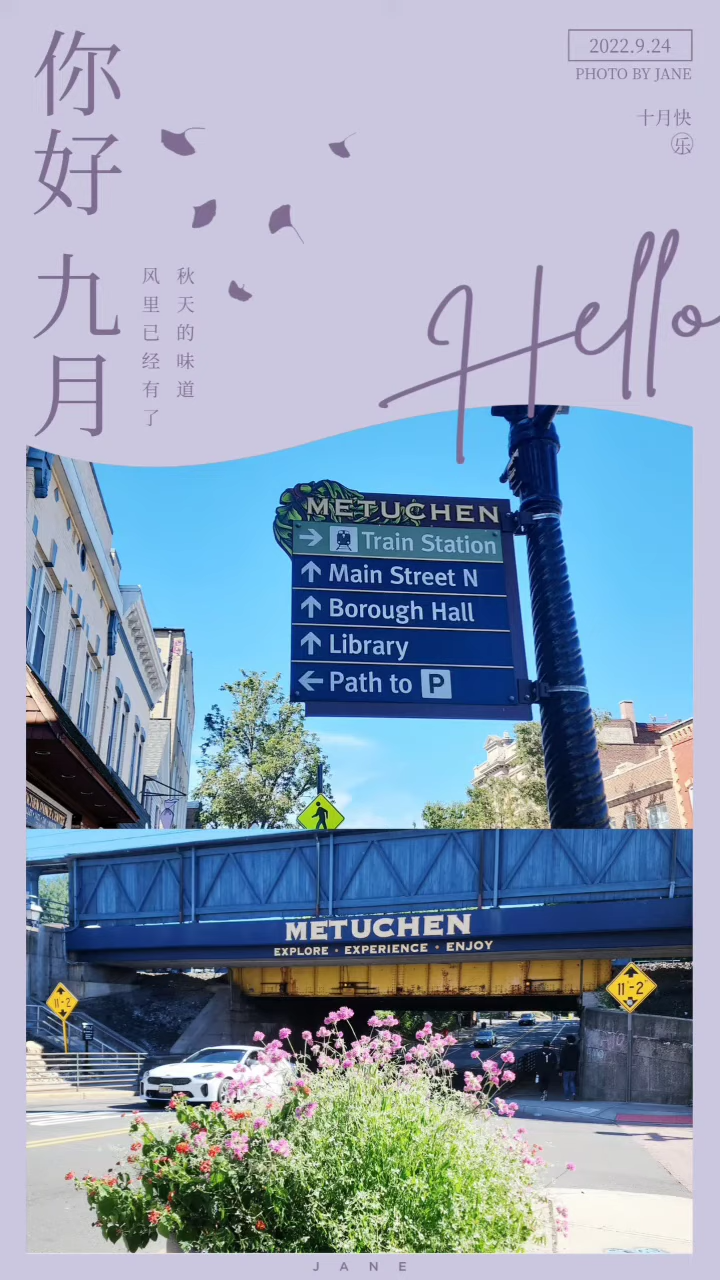 你好 九月
秋天的味道
风里已经有了
2022.9.24
PHOTO BY JANE
十月快
乐
Hello
METUCHEN
Train Station
Main Street N
Borough Hall
Library
Path to P
METUCHEN
EXPLORE • EXPERIENCE • ENJOY
11-2"
11-2"
JANE